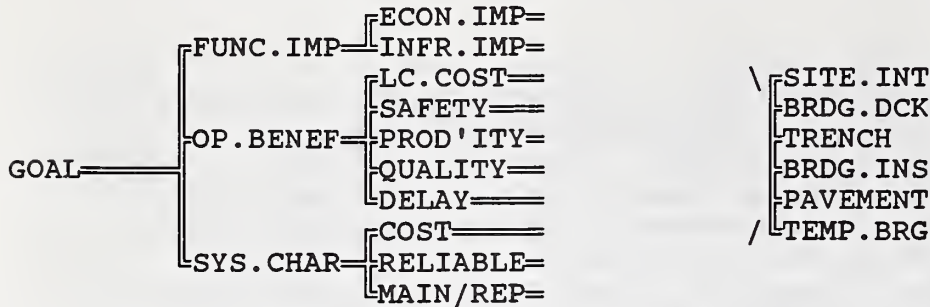 ECON.IMP
FUNC.IMP INFR.IMP
LC.COST \ SITE.INT
SAFETY BRDG.DCK
OP.BENEF PROD'ITY TRENCH
GOAL QUALITY BRDG.INS
DELAY PAVEMENT
COST / TEMP.BRG
SYS.CHAR RELIABLE
MAIN/REP